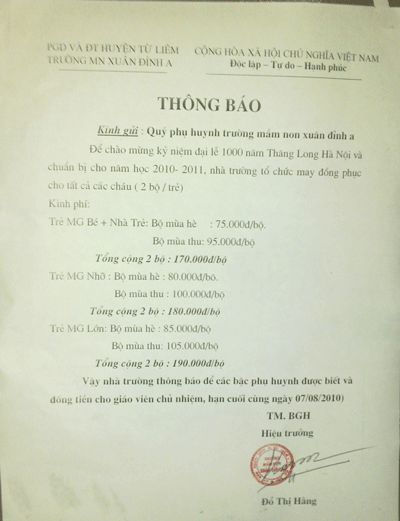 PGD VÀ ĐT HUYỆN TỪ LIÊM
TRƯỜNG MN XUÂN ĐỈNH A
CỘNG HÒA XÃ HỘI CHỦ NGHĨA VIỆT NAM
Độc lập – Tự do – Hạnh phúc
THÔNG BÁO
Kính gửi : Quý phụ huynh trường mầm non xuân đỉnh a
Để chào mừng kỷ niệm đại lễ 1000 năm Thăng Long Hà Nội và
chuẩn bị cho năm học 2010- 2011, nhà trường tổ chức may đồng phục
cho tất cả các cháu ( 2 bộ / trẻ)
Kinh phí:
Trẻ MG Bé + Nhà Trẻ: Bộ mùa hè : 75.000đ/bộ.
Bộ mùa thu: 95.000đ/bộ
Tổng cộng 2 bộ : 170.000đ/bộ
Trẻ MG Nhỡ : Bộ mùa hè : 80.000đ/bộ.
Bộ mùa thu : 100.000đ/bộ
Tổng cộng 2 bộ : 180.000đ/bộ
Trẻ MG Lớn: Bộ mùa hè : 85.000đ/bộ
Bộ mùa thu: 105.000đ/bộ
Tổng cộng 2 bộ : 190.000đ/bộ
Vậy nhà trường thông báo để các bậc phụ huynh được biết và
đóng tiền cho giáo viên chủ nhiệm, hạn cuối cùng ngày 07/08/2010)
TM. BGH
Hiệu trưởng
Đỗ Thị Hằng